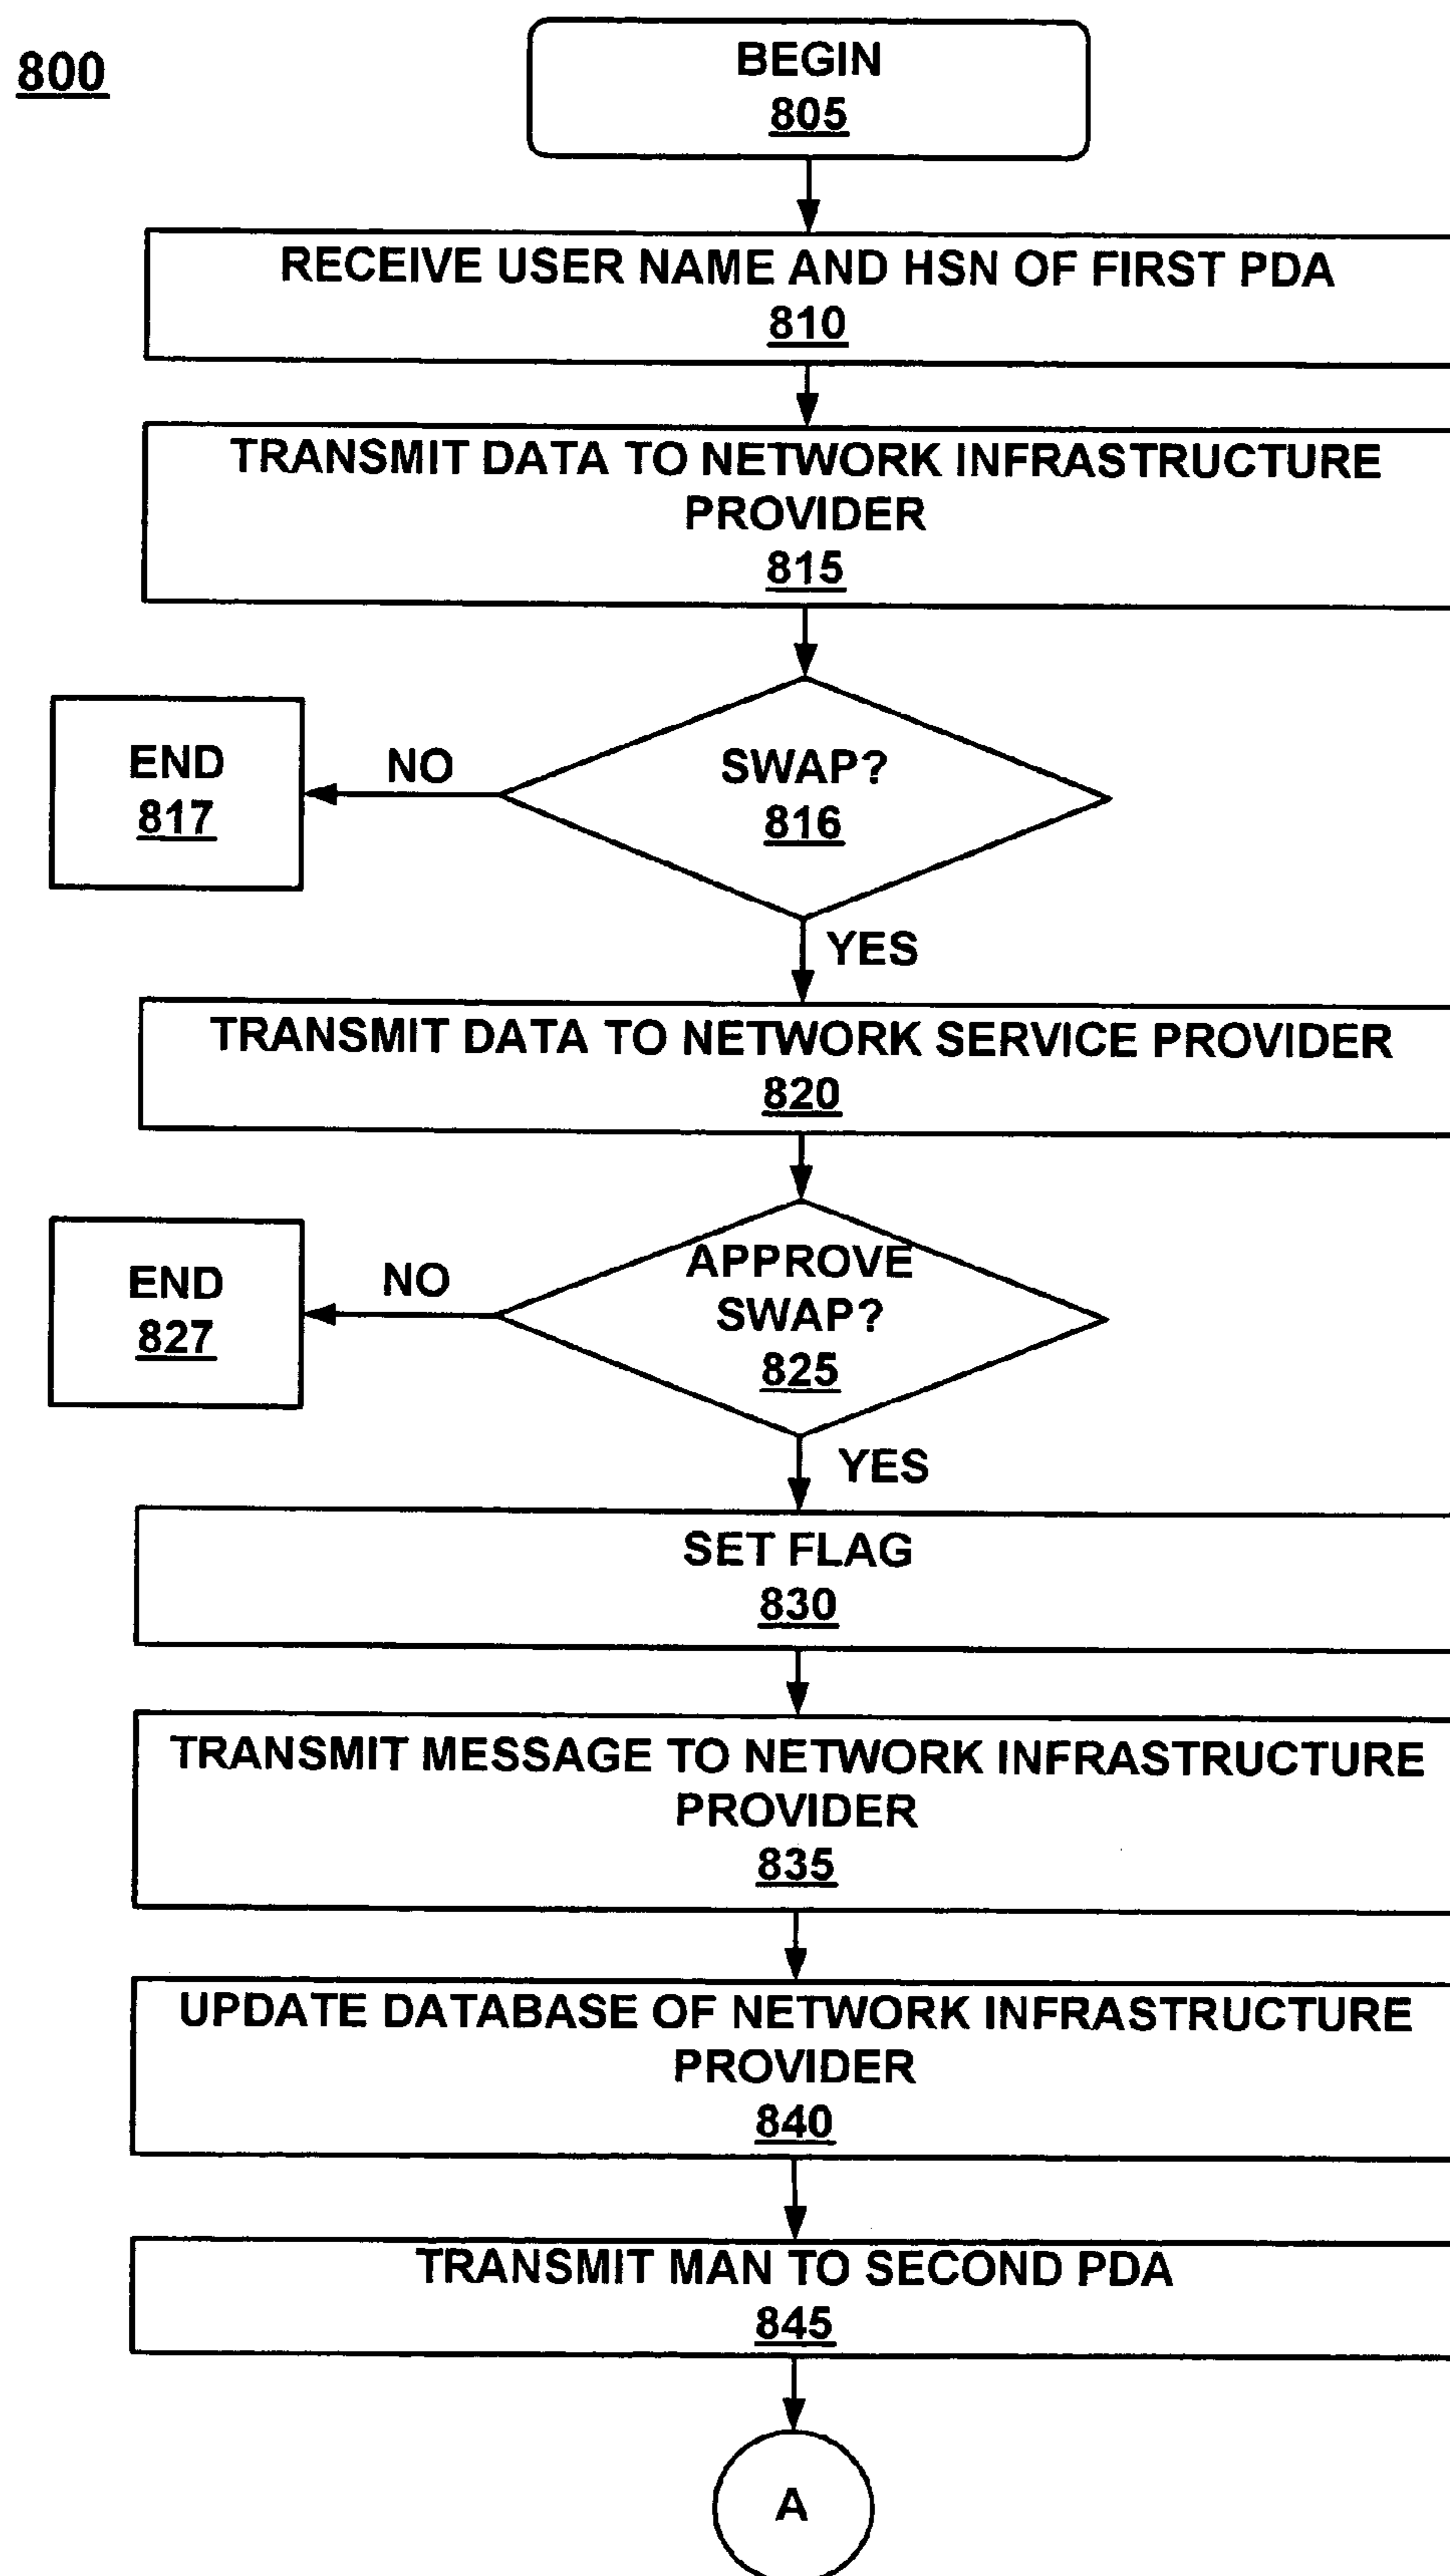 800
BEGIN
805
RECEIVE USER NAME AND HSN OF FIRST PDA
810
TRANSMIT DATA TO NETWORK INFRASTRUCTURE
PROVIDER
815
SWAP?
816
NO
END
817
YES
TRANSMIT DATA TO NETWORK SERVICE PROVIDER
820
APPROVE
SWAP?
825
NO
END
827
YES
SET FLAG
830
TRANSMIT MESSAGE TO NETWORK INFRASTRUCTURE
PROVIDER
835
UPDATE DATABASE OF NETWORK INFRASTRUCTURE
PROVIDER
840
TRANSMIT MAN TO SECOND PDA
845
A